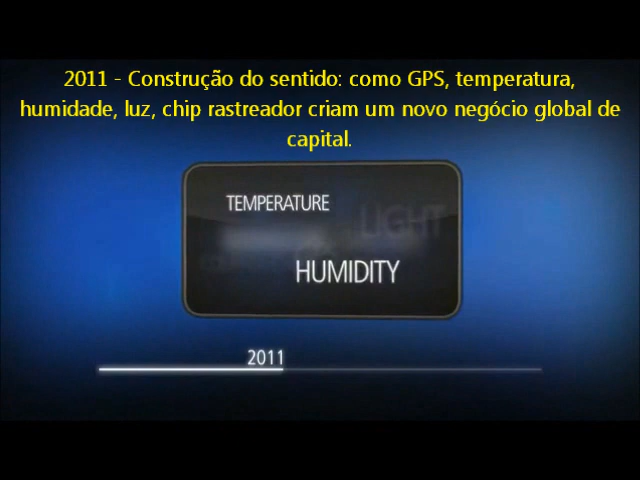 2011 - Construção do sentido: como GPS, temperatura,
humidade, luz, chip rastreador criam um novo negócio global de
capital.
TEMPERATURE
LIGHT
HUMIDITY
2011